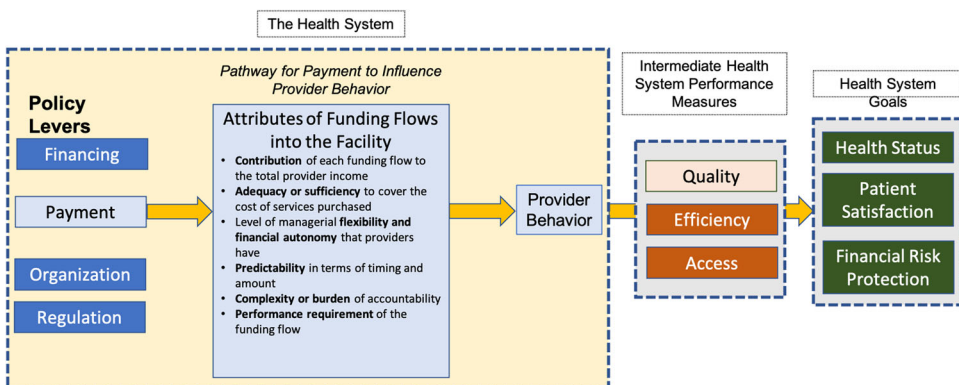 The Health System
Pathway for Payment to Influence
Provider Behavior
Policy
Levers
Financing
Payment
Organization
Regulation
Attributes of Funding Flows
into the Facility
• Contribution of each funding flow to
the total provider income
• Adequacy or sufficiency to cover the
cost of services purchased
• Level of managerial flexibility and
financial autonomy that providers
have
• Predictability in terms of timing and
amount
• Complexity or burden of accountability
• Performance requirement of the
funding flow
Provider
Behavior
Intermediate Health
System Performance
Measures
Quality
Efficiency
Access
Health System
Goals
Health Status
Patient
Satisfaction
Financial Risk
Protection